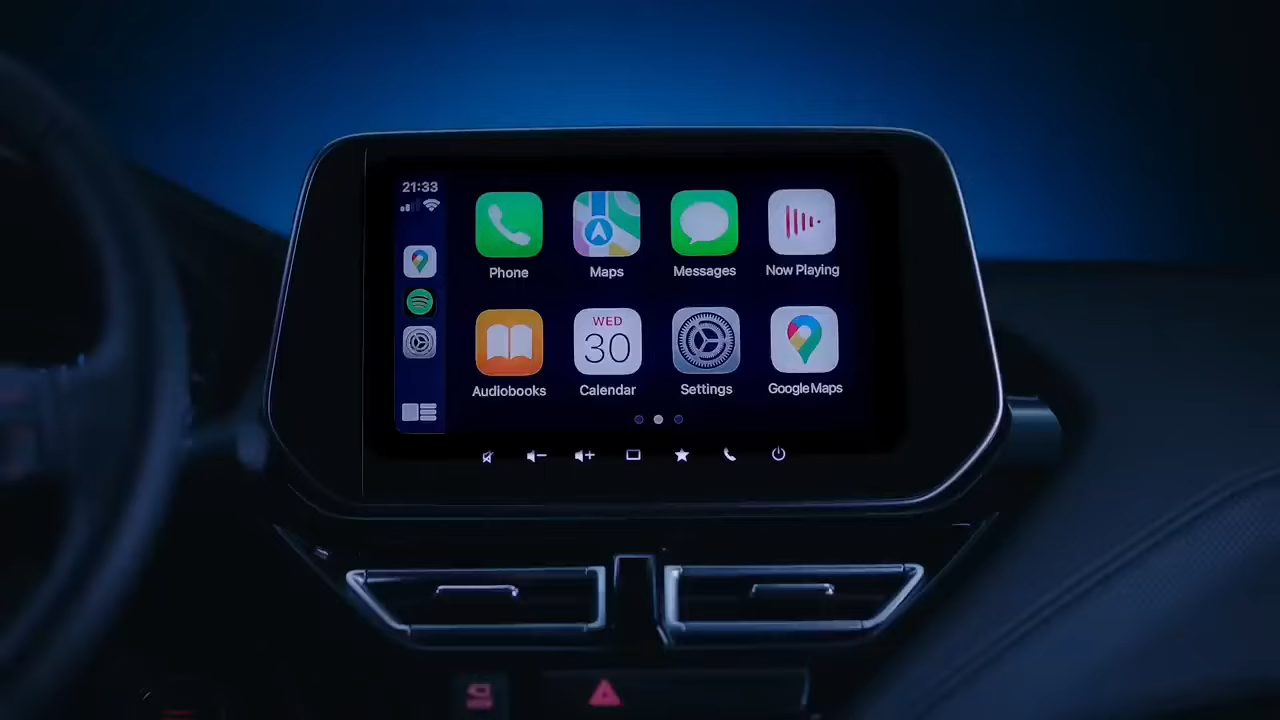 21:33
Phone
Maps
Messages
Now Playing
Audiobooks
WED
30
Calendar
Settings
Google Maps